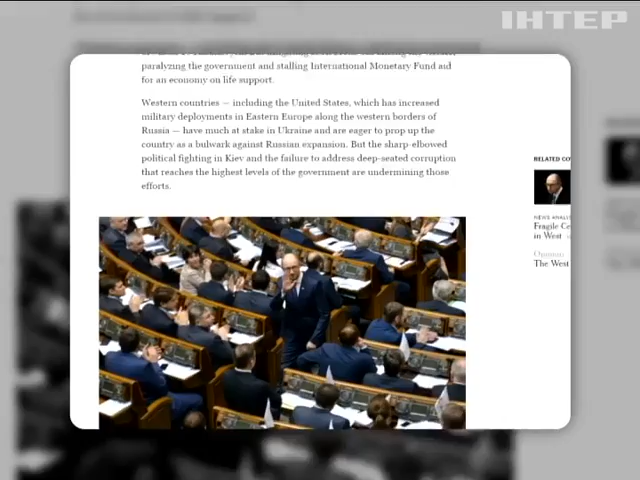 ІНТЕР
paralyzing the government and stalling International Monetary Fund aid
for an economy on life support.
Western countries — including the United States, which has increased
military deployments in Eastern Europe along the western borders of
Russia — have much at stake in Ukraine and are eager to prop up the
country as a bulwark against Russian expansion. But the sharp-elbowed
political fighting in Kiev and the failure to address deep-seated corruption
that reaches the highest levels of the government are undermining those
efforts.
RELATED CO
NEWS ANALY
Fragile Ce
in West
Opinion
The West